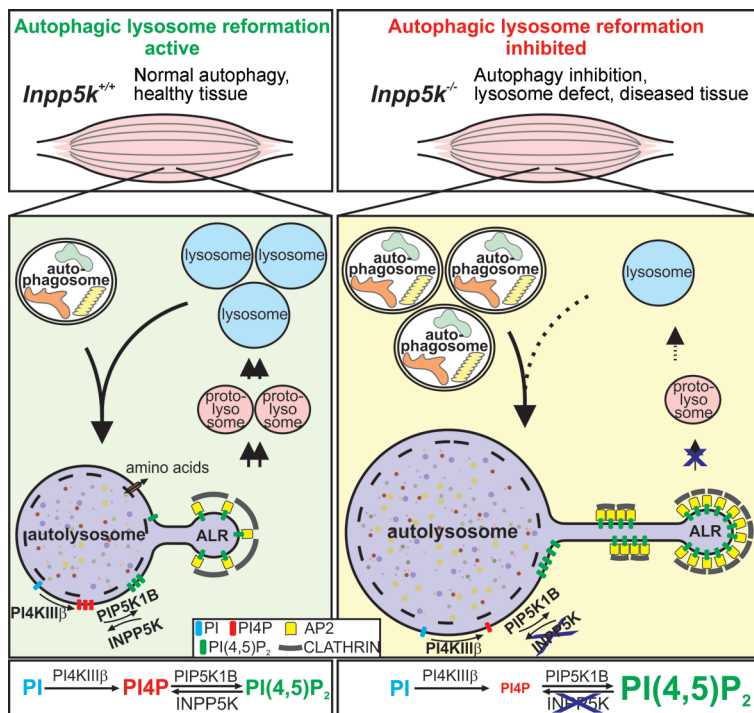 Autophagic lysosome reformation
active
Inpp5k+/+
Normal autophagy,
healthy tissue
Autophagic lysosome reformation
inhibited
Inpp5k-/-
Autophagy inhibition,
lysosome defect, diseased tissue
auto-
phagosome
lysosome
lysosome
lysosome
proto-
lyso
some
proto-
lyso
some
amino acids
autolysosome
ALR
PI4KIIIβ
PIP5K1B
INPP5K
auto-
phagosome
auto-
phagosome
auto-
phagosome
lysosome
proto-
lyso
some
autolysosome
ALR
PI4KIIIβ
PIP5K1B
INPP5K
PI PI4P AP2
PI(4,5)P2 CLATHRIN
PI PI4KIIIβ PI4P PIP5K1B INPP5K PI(4,5)P2
PI PI4KIIIβ PI4P PIP5K1B INPP5K PI(4,5)P2